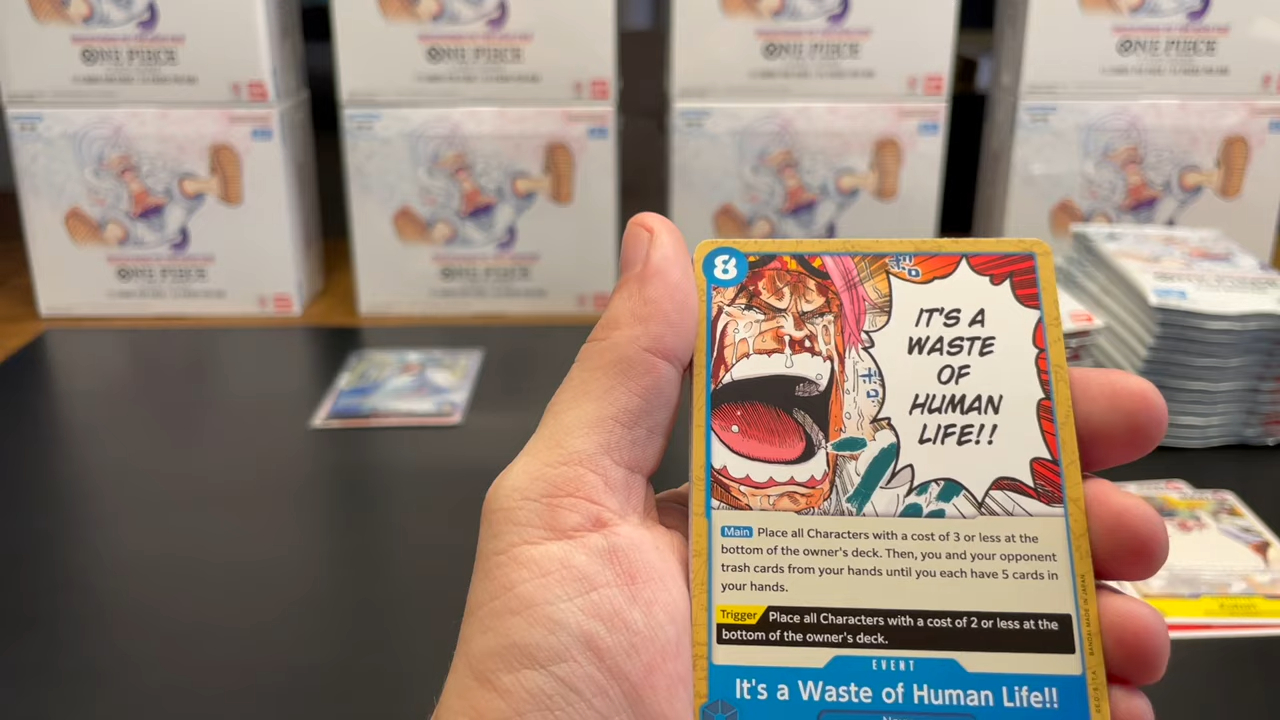 ONE PIECE
ONE PIECE
ONE PIECE
ONE PIECE
ONE PIECE
ONE PIECE
8
IT'S A
WASTE
OF
HUMAN
LIFE!!
Main Place all Characters with a cost of 3 or less at the
bottom of the owner's deck. Then, you and your opponent
trash cards from your hands until you each have 5 cards in
your hands.
Trigger Place all Characters with a cost of 2 or less at the
bottom of the owner's deck.
BANDAI MADE IN JAPAN
EVENT
It's a Waste of Human Life!!